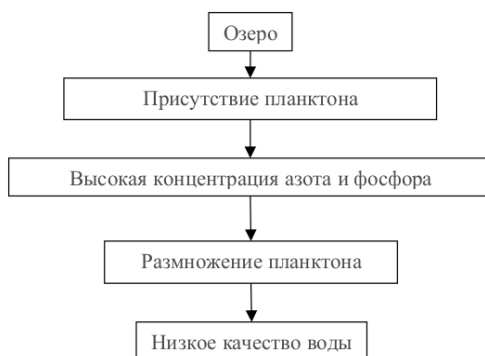 Озеро
Присутствие планктона
Высокая концентрация азота и фосфора
Размножение планктона
Низкое качество воды